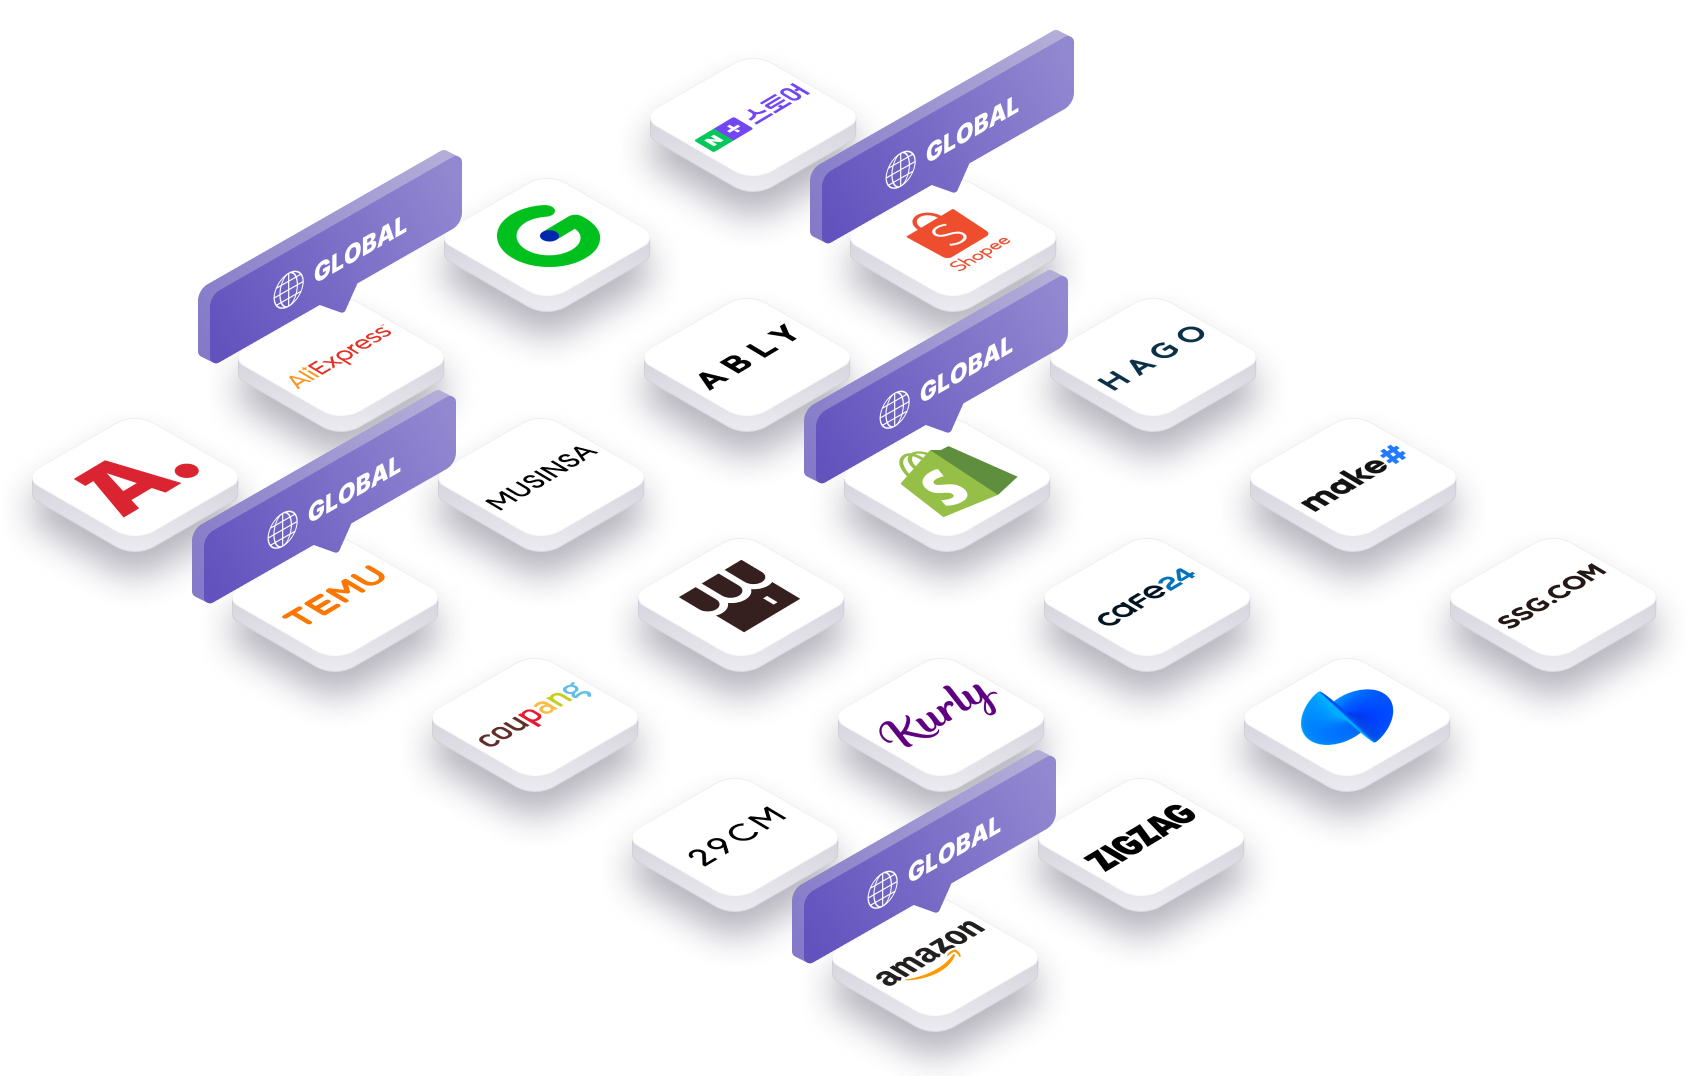 N+ 스토어
GLOBAL
Shopee
GLOBAL
G
AliExpress
ABLY
GLOBAL
HAGO
A.
GLOBAL
MUSINSA
S
make#
TEMU
cafe24
SSG.COM
coupang
Kurly
29CM
GLOBAL
ZIGZAG
amazon